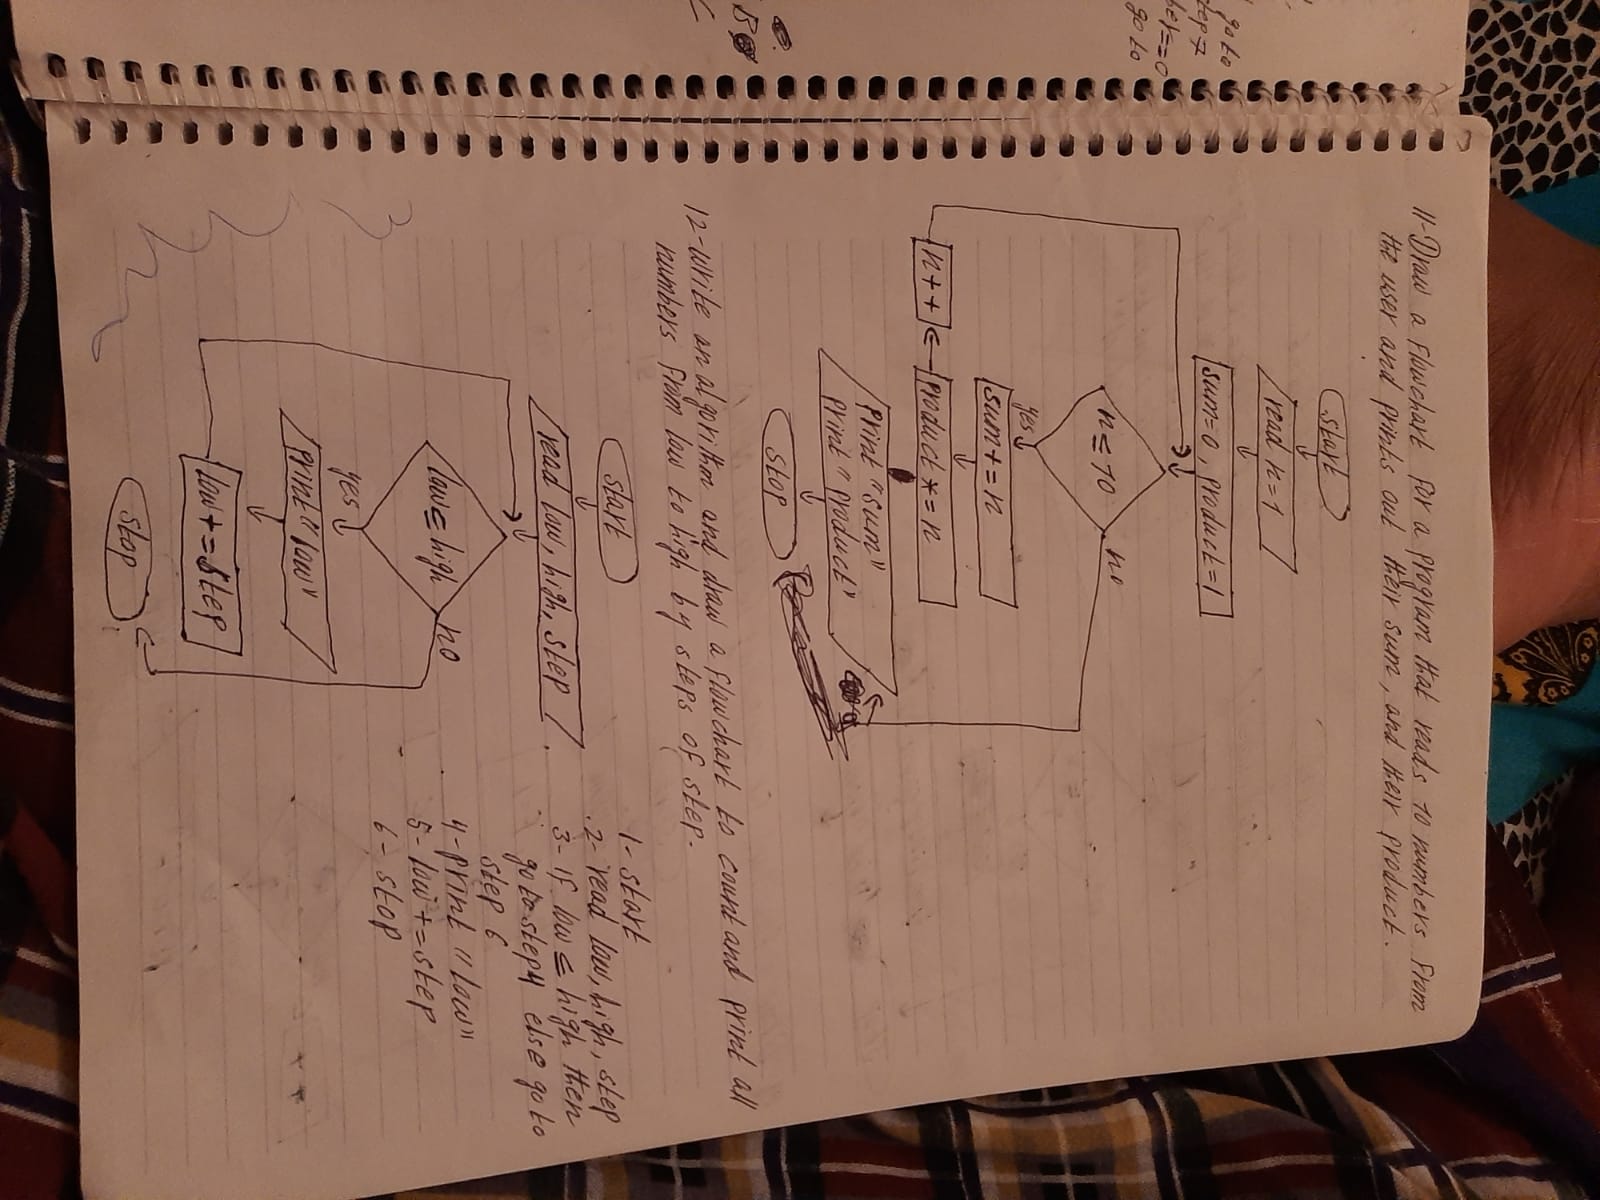 11- Draw a flowchart for a program that reads 10 numbers from
the user and prints out their sum, and their product.
start
read n=1
sum=0, product=1
n≤10
no
yes
sum+=n
product*=n
n++
print "sum"
print "product"
stop
12- write an algorithm and draw a flowchart to count and print all
numbers from low to high by steps of step.
start
read low, high, step
low≤high
no
yes
print "low"
low+=step
stop
1- start
2- read low, high, step
3- if low ≤ high then
go to step4 else go to
step 6
4- print "low"
5- low+=step
6- stop
go to
step 7
==0
go to
B